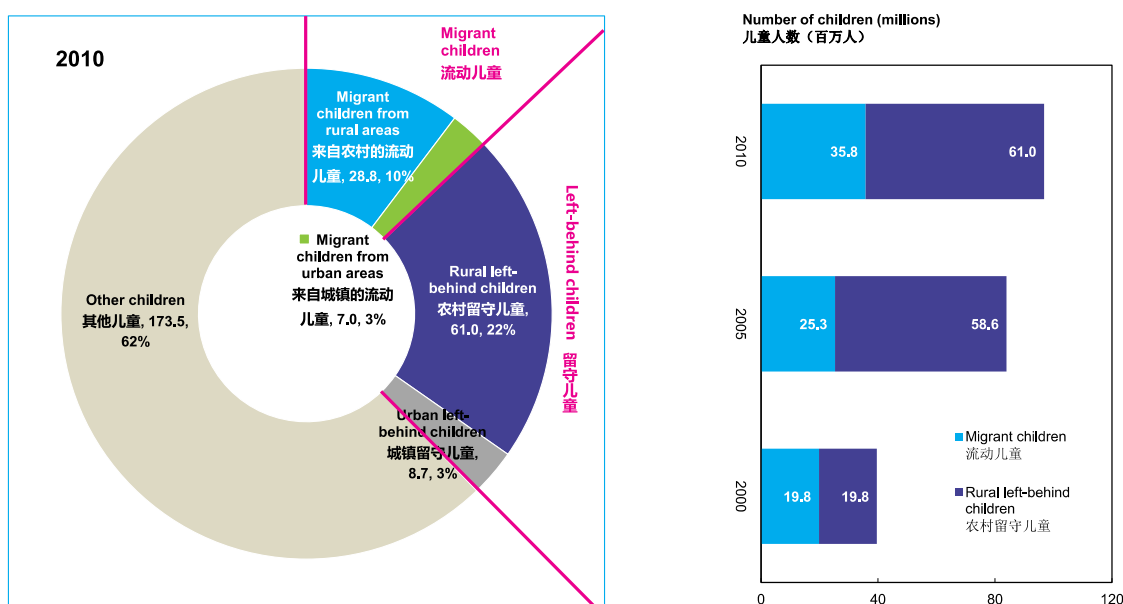 2010
Migrant
children
流动儿童
Migrant
children from
rural areas
来自农村的流动
儿童, 28.8, 10%
Migrant
children from
urban areas
来自城镇的流动
儿童, 7.0, 3%
Rural left-
behind children
农村留守儿童,
61.0, 22%
Left-behind children 留守儿童
Other children
其他儿童, 173.5,
62%
Urban left-
behind children
城镇留守儿童,
8.7, 3%
Number of children (millions)
儿童人数（百万人）
2010
35.8
61.0
2005
25.3
58.6
2000
19.8
19.8
Migrant children
流动儿童
Rural left-behind
children
农村留守儿童
0
40
80
120